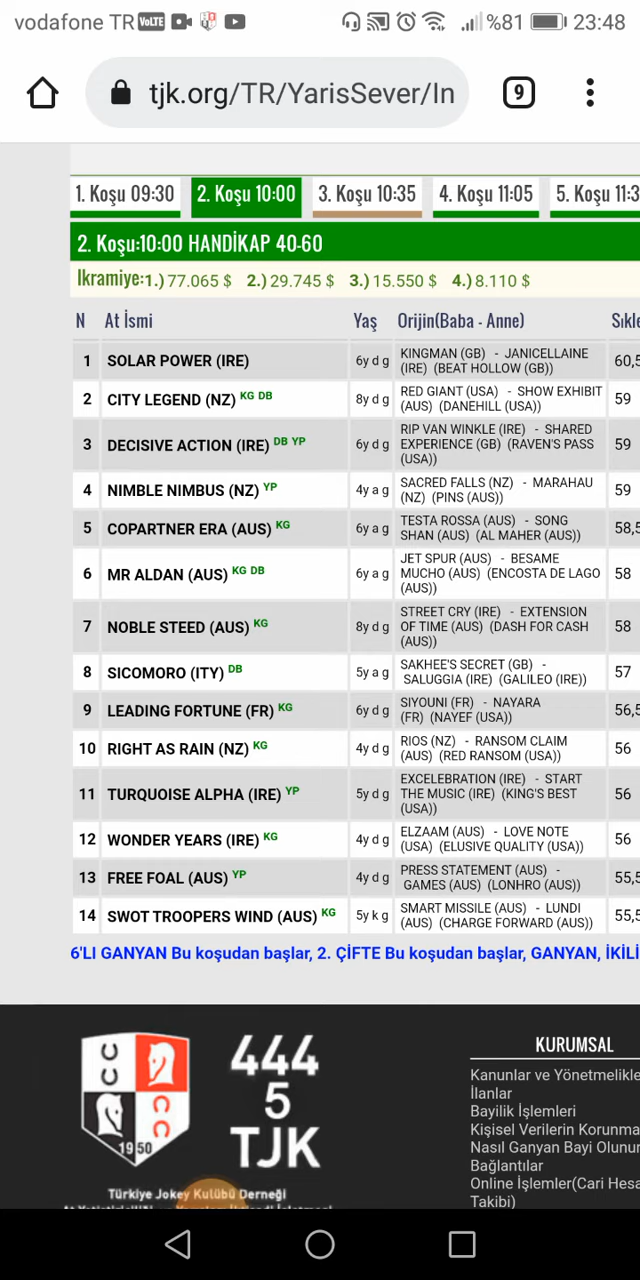 vodafone TR VoLTE %81 23:48
tjk.org/TR/YarisSever/In 9
1. Koşu 09:30 2. Koşu 10:00 3. Koşu 10:35 4. Koşu 11:05 5. Koşu 11:3
2. Koşu:10:00 HANDİKAP 40-60
Ikramiye:1.) 77.065 $ 2.) 29.745 $ 3.) 15.550 $ 4.) 8.110 $
N At İsmi Yaş Orijin(Baba - Anne) Sıkle
1 SOLAR POWER (IRE) 6y d g KINGMAN (GB) - JANICELLAINE
(IRE) (BEAT HOLLOW (GB)) 60,5
2 CITY LEGEND (NZ) KG DB 8y d g RED GIANT (USA) - SHOW EXHIBIT
(AUS) (DANEHILL (USA)) 59
3 DECISIVE ACTION (IRE) DB YP 6y d g RIP VAN WINKLE (IRE) - SHARED
EXPERIENCE (GB) (RAVEN'S PASS
(USA)) 59
4 NIMBLE NIMBUS (NZ) YP 4y a g SACRED FALLS (NZ) - MARAHAU
(NZ) (PINS (AUS)) 59
5 COPARTNER ERA (AUS) KG 6y a g TESTA ROSSA (AUS) - SONG
SHAN (AUS) (AL MAHER (AUS)) 58,5
6 MR ALDAN (AUS) KG DB 6y a g JET SPUR (AUS) - BESAME
MUCHO (AUS) (ENCOSTA DE LAGO
(AUS)) 58
7 NOBLE STEED (AUS) KG 8y d g STREET CRY (IRE) - EXTENSION
OF TIME (AUS) (DASH FOR CASH
(AUS)) 58
8 SICOMORO (ITY) DB 5y a g SAKHEE'S SECRET (GB) -
SALUGGIA (IRE) (GALILEO (IRE)) 57
9 LEADING FORTUNE (FR) KG 6y d g SIYOUNI (FR) - NAYARA
(FR) (NAYEF (USA)) 56,5
10 RIGHT AS RAIN (NZ) KG 4y d g RIOS (NZ) - RANSOM CLAIM
(AUS) (RED RANSOM (USA)) 56
11 TURQUOISE ALPHA (IRE) YP 5y d g EXCELEBRATION (IRE) - START
THE MUSIC (IRE) (KING'S BEST
(USA)) 56
12 WONDER YEARS (IRE) KG 4y d g ELZAAM (AUS) - LOVE NOTE
(USA) (ELUSIVE QUALITY (USA)) 56
13 FREE FOAL (AUS) YP 4y d g PRESS STATEMENT (AUS) -
GAMES (AUS) (LONHRO (AUS)) 55,5
14 SWOT TROOPERS WIND (AUS) KG 5y k g SMART MISSILE (AUS) - LUNDI
(AUS) (CHARGE FORWARD (AUS)) 55,5
6'LI GANYAN Bu koşudan başlar, 2. ÇİFTE Bu koşudan başlar, GANYAN, İKİLİ
1950
444
5
TJK
Türkiye Jokey Kulübü Derneği
KURUMSAL
Kanunlar ve Yönetmelikle
İlanlar
Bayilik İşlemleri
Kişisel Verilerin Korunma
Nasıl Ganyan Bayi Olunur
Bağlantılar
Online İşlemler(Cari Hesa
Takibi)